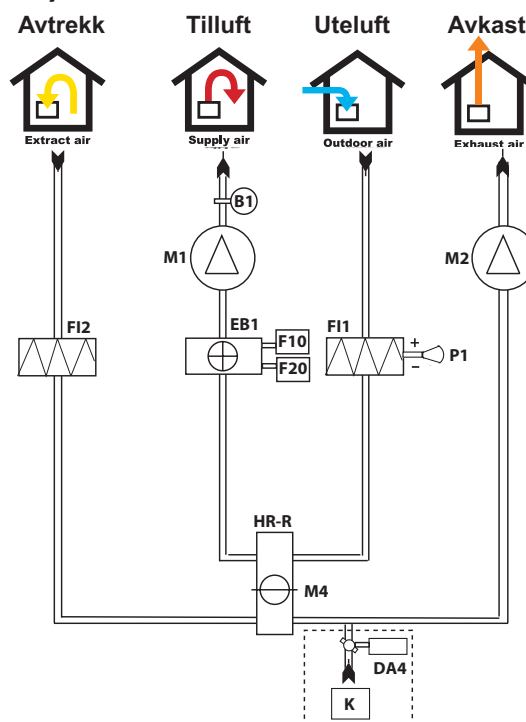 Avtrekk Tilluft Uteluft Avkast
Extract air Supply air Outdoor air Exhaust air
B1
M1 M2
FI2 EB1 FI1
F10
+
P1
F20
−
HR-R
M4
DA4
K